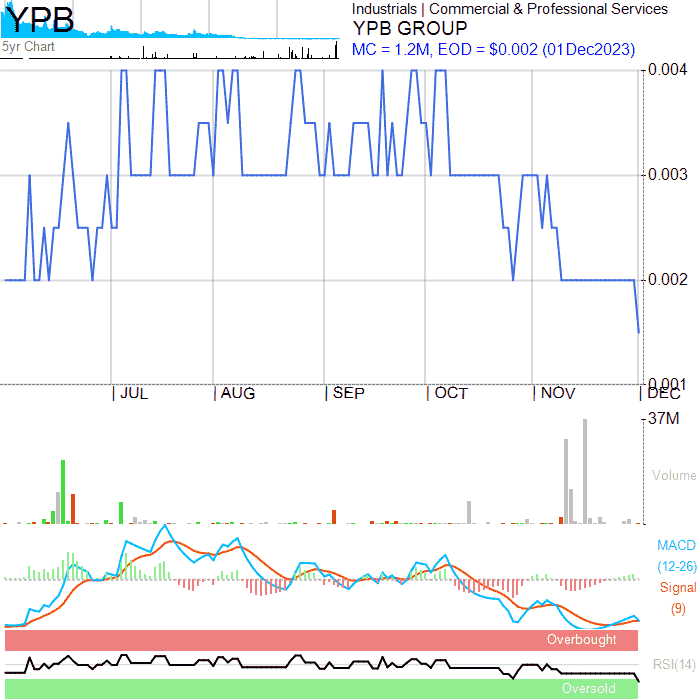 YPB
5yr Chart
Industrials | Commercial & Professional Services
YPB GROUP
MC = 1.2M, EOD = $0.002 (01Dec2023)
0.004
0.003
0.002
0.001
JUL
AUG
SEP
OCT
NOV
DEC
37M
Volume
MACD
(12-26)
Signal
(9)
Overbought
RSI(14)
Oversold